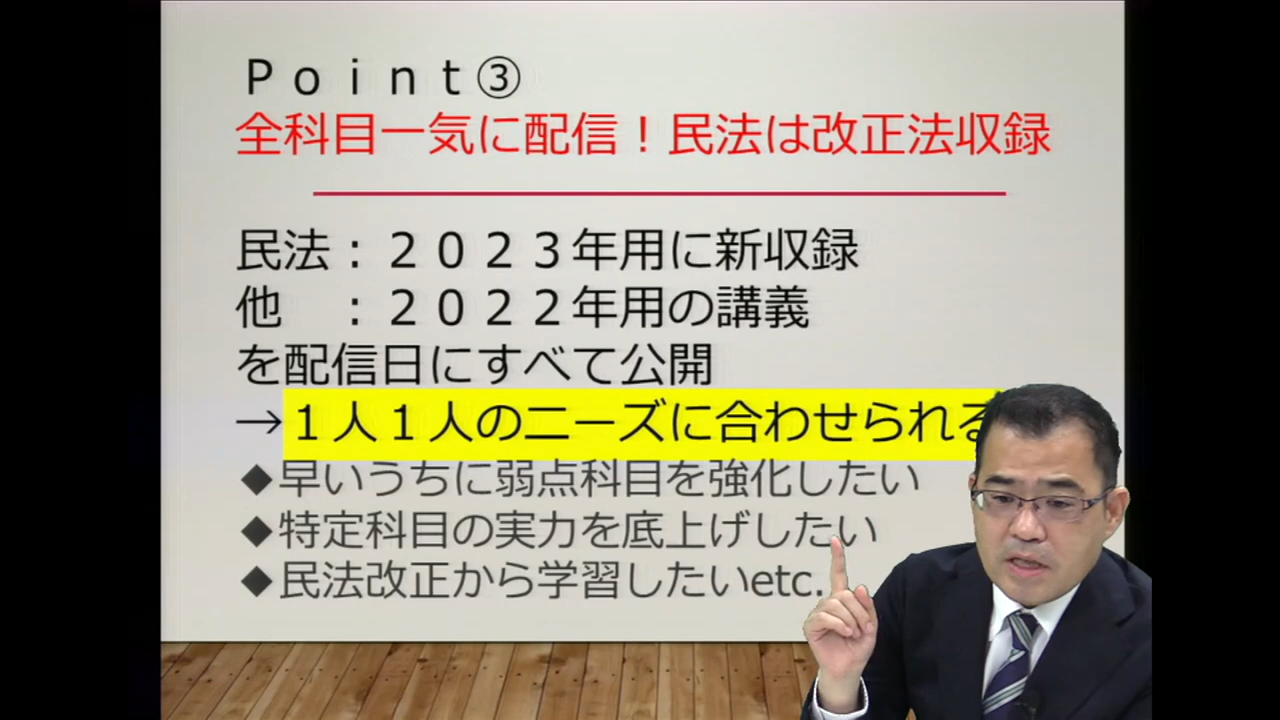 Ｐｏｉｎｔ③
全科目一気に配信！民法は改正法収録
民法：２０２３年用に新収録
他　：２０２２年用の講義
を配信日にすべて公開
→１人１人のニーズに合わせられる
◆早いうちに弱点科目を強化したい
◆特定科目の実力を底上げしたい
◆民法改正から学習したいetc.